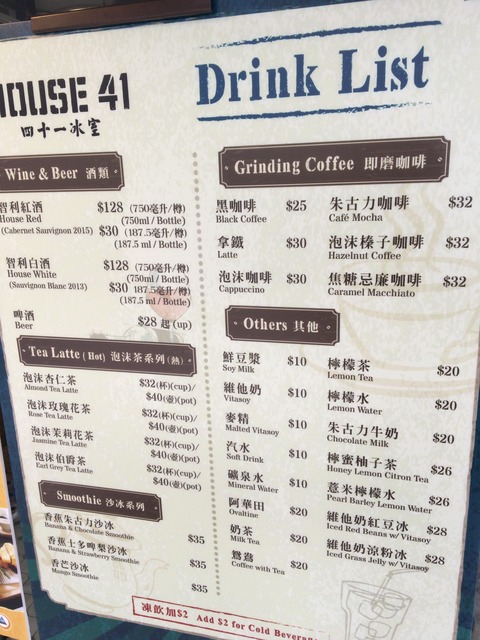 HOUSE 41
四十一冰室
Drink List
Wine & Beer 酒類
智利紅酒 $128 (750毫升/樽)
House Red (750ml / Bottle)
(Cabernet Sauvignon 2015) $30 (187.5毫升/樽)
(187.5 ml / Bottle)
智利白酒 $128 (750毫升/樽)
House White (750ml / Bottle)
(Sauvignon Blanc 2013) $30 187.5毫升/樽)
(187.5 ml / Bottle)
啤酒 $28 起 (up)
Beer
Tea Latte ( Hot) 泡沫茶系列 (熱)
泡沫杏仁茶 $32(杯)(cup)/
Almond Tea Latte $40(壺)(pot)
泡沫玫瑰花茶 $32(杯)(cup)/
Rose Tea Latte $40(壺)(pot)
泡沫茉莉花茶 $32(杯)(cup)/
Jasmine Tea Latte $40(壺)(pot)
泡沫伯爵茶 $32(杯)(cup)/
Earl Grey Tea Latte $40(壺)(pot)
Smoothie 沙冰系列
香蕉朱古力沙冰
Banana & Chocolate Smoothie $35
香蕉士多啤梨沙冰
Banana & Strawberry Smoothie $35
香芒沙冰
Mango Smoothie $35
Grinding Coffee 即磨咖啡
黑咖啡 $25
Black Coffee
拿鐵 $30
Latte
泡沫咖啡 $30
Cappuccino
朱古力咖啡 $32
Café Mocha
泡沫榛子咖啡 $32
Hazelnut Coffee
焦糖忌廉咖啡 $32
Caramel Macchiato
Others 其他
鮮豆漿 $10
Soy Milk
維他奶 $10
Vitasoy
麥精 $10
Malted Vitasoy
汽水 $10
Soft Drink
礦泉水 $10
Mineral Water
阿華田 $20
Ovaltine
奶茶 $20
Milk Tea
鴛鴦 $20
Coffee with Tea
檸檬茶 $20
Lemon Tea
檸檬水 $20
Lemon Water
朱古力牛奶 $20
Chocolate Milk
檸蜜柚子茶 $26
Honey Lemon Citron Tea
薏米檸檬水 $26
Pearl Barley Lemon Water
維他奶紅豆冰 $28
Iced Red Beans w/ Vitasoy
維他奶涼粉冰 $28
Iced Grass Jelly w/ Vitasoy
凍飲加$2 Add $2 for Cold Beverage